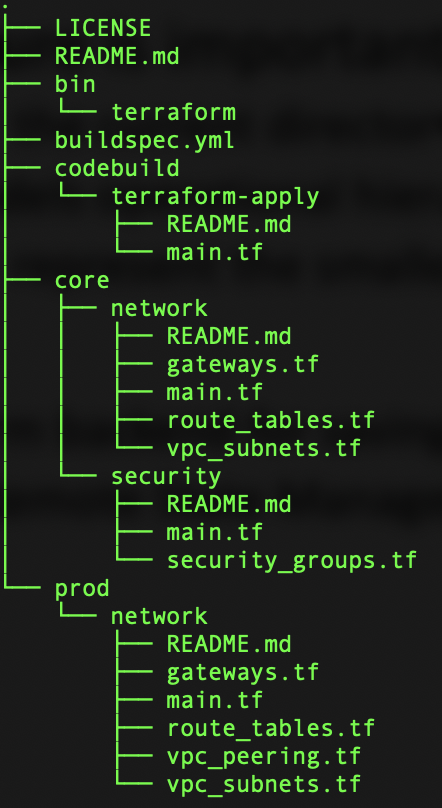 .
├── LICENSE
├── README.md
├── bin
│   └── terraform
├── buildspec.yml
├── codebuild
│   └── terraform-apply
│       ├── README.md
│       └── main.tf
├── core
│   ├── network
│   │   ├── README.md
│   │   ├── gateways.tf
│   │   ├── main.tf
│   │   ├── route_tables.tf
│   │   └── vpc_subnets.tf
│   └── security
│       ├── README.md
│       ├── main.tf
│       └── security_groups.tf
└── prod
    └── network
        ├── README.md
        ├── gateways.tf
        ├── main.tf
        ├── route_tables.tf
        ├── vpc_peering.tf
        └── vpc_subnets.tf